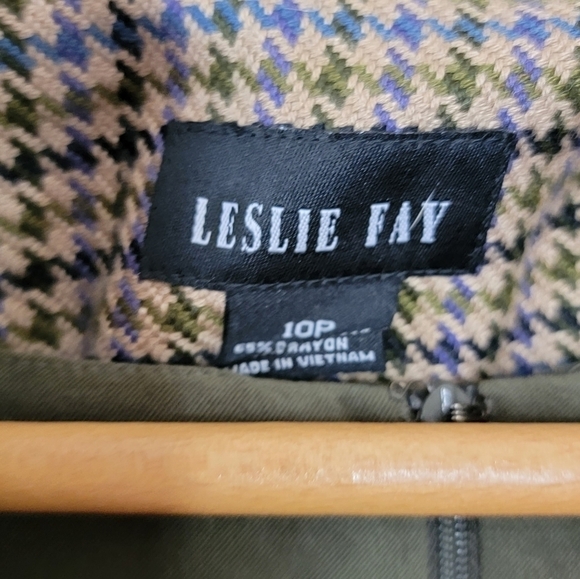 LESLIE FAY
10P
65% RAYON
MADE IN VIETNAM